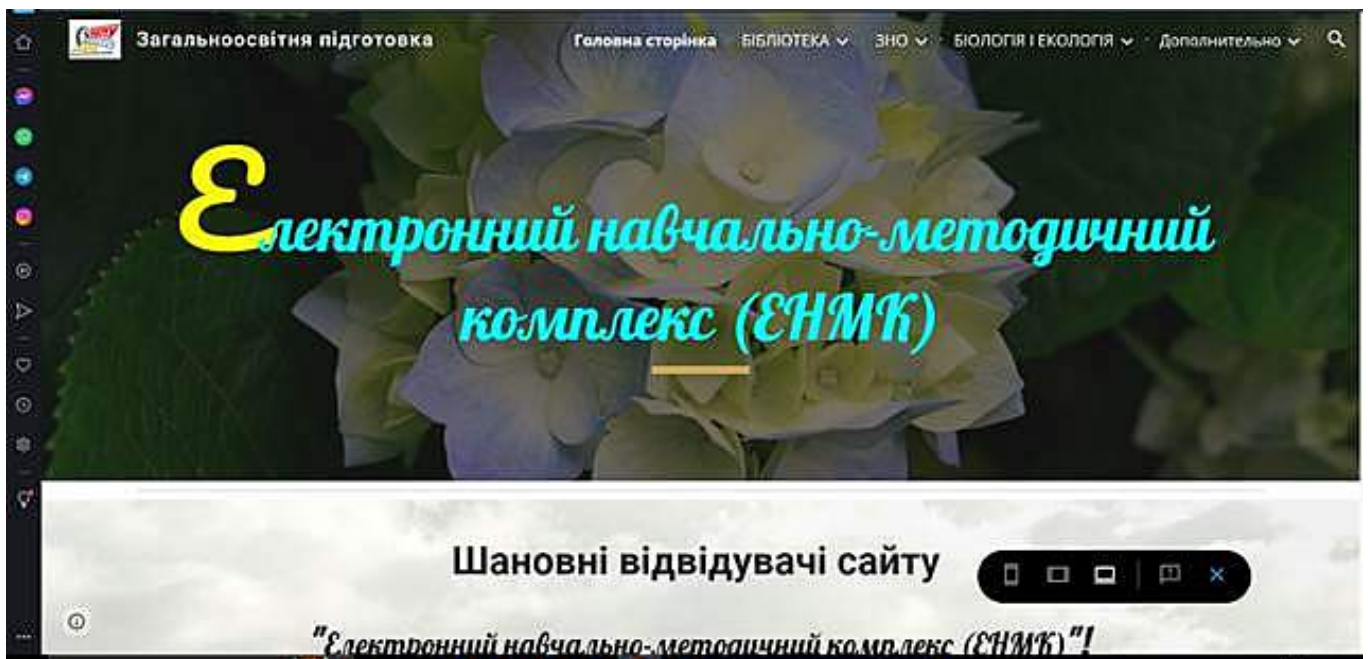 Загальноосвітня підготовка
Головна сторінка БІБЛІОТЕКА ЗНО БІОЛОГІЯ І ЕКОЛОГІЯ Дополнительно
Електронний навчально-методичний
комплекс (ЕНМК)
Шановні відвідувачі сайту
"Електронний навчально-методичний комплекс (ЕНМК)"!